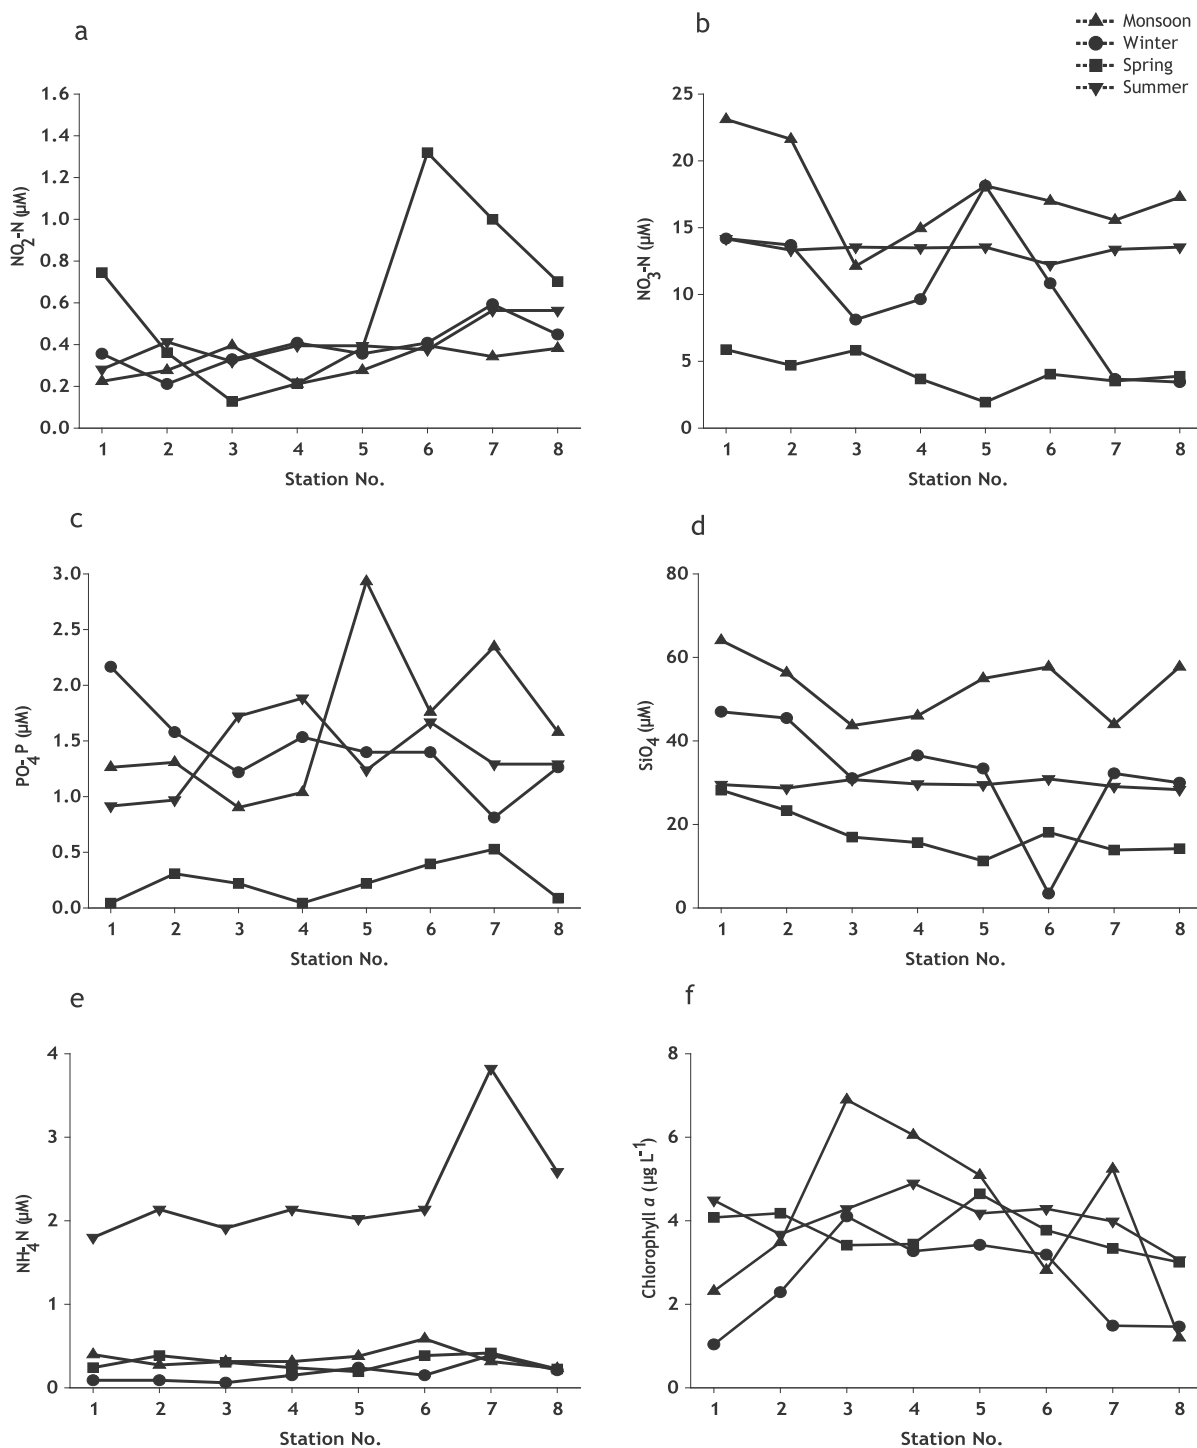 a
b
Monsoon
Winter
Spring
Summer
1.6
1.4
1.2
1.0
0.8
0.6
0.4
0.2
0.0
NO2-N (µM)
1 2 3 4 5 6 7 8
Station No.
25
20
15
10
5
0
NO3-N (µM)
1 2 3 4 5 6 7 8
Station No.
c
d
3.0
2.5
2.0
1.5
1.0
0.5
0.0
PO4-P (µM)
1 2 3 4 5 6 7 8
Station No.
80
60
40
20
0
SiO4 (µM)
1 2 3 4 5 6 7 8
Station No.
e
f
4
3
2
1
0
NH4-N (µM)
1 2 3 4 5 6 7 8
Station No.
8
6
4
2
0
Chlorophyll a (µg L-1)
1 2 3 4 5 6 7 8
Station No.